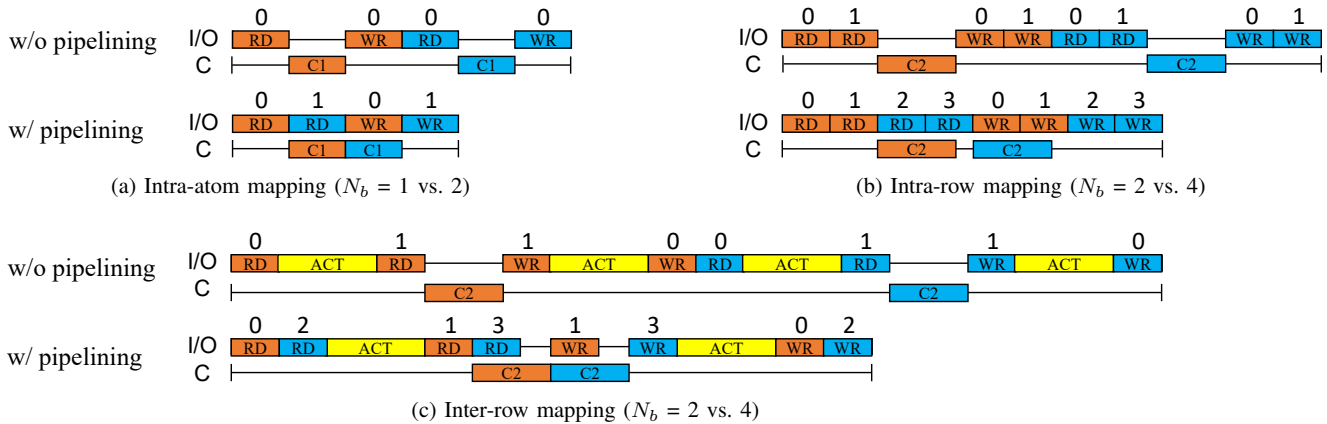 0 0 0 0
w/o pipelining I/O RD WR RD WR
C C1 C1
0 1 0 1
w/ pipelining I/O RD RD WR WR
C C1 C1
(a) Intra-atom mapping (N_b = 1 vs. 2)
0 1 0 1 0 1 0 1
I/O RD RD WR WR RD RD WR WR
C C2 C2
0 1 2 3 0 1 2 3
I/O RD RD RD RD WR WR WR WR
C C2 C2
(b) Intra-row mapping (N_b = 2 vs. 4)
0 1 1 0 0 1 1 0
w/o pipelining I/O RD ACT RD WR ACT WR RD ACT RD WR ACT WR
C C2 C2
0 2 1 3 1 3 0 2
w/ pipelining I/O RD RD ACT RD RD WR WR ACT WR WR
C C2 C2
(c) Inter-row mapping (N_b = 2 vs. 4)